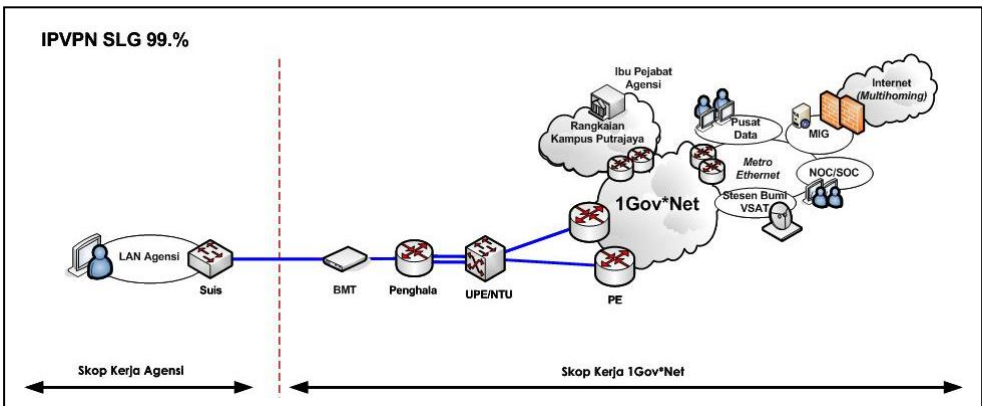 IPVPN SLG 99.%
Ibu Pejabat
Agensi
Rangkaian
Kampus Putrajaya
Pusat
Data
Internet
(Multihoming)
MIG
Metro
Ethernet
NOC/SOC
Stesen Bumi
VSAT
1Gov*Net
LAN Agensi
Suis
BMT
Penghala
UPE/NTU
PE
Skop Kerja Agensi
Skop Kerja 1Gov*Net